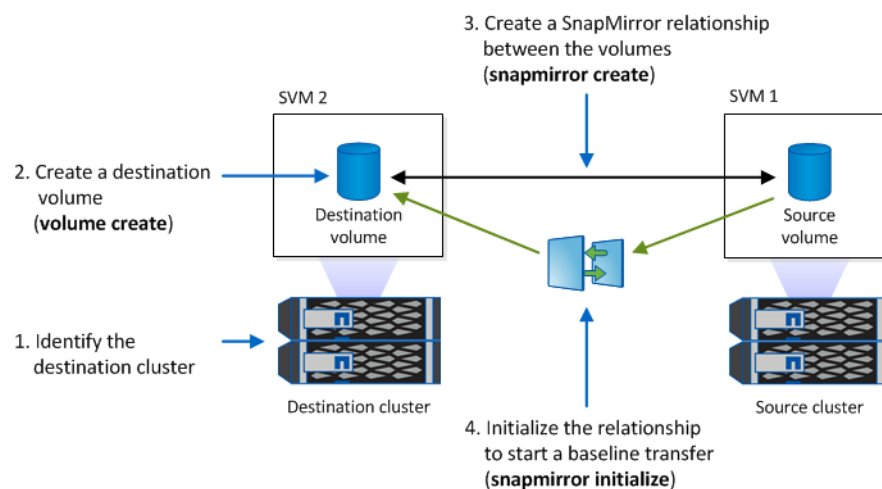 3. Create a SnapMirror relationship
between the volumes
(snapmirror create)
SVM 2
SVM 1
2. Create a destination
volume
(volume create)
Destination
volume
Source
volume
1. Identify the
destination cluster
Destination cluster
Source cluster
4. Initialize the relationship
to start a baseline transfer
(snapmirror initialize)